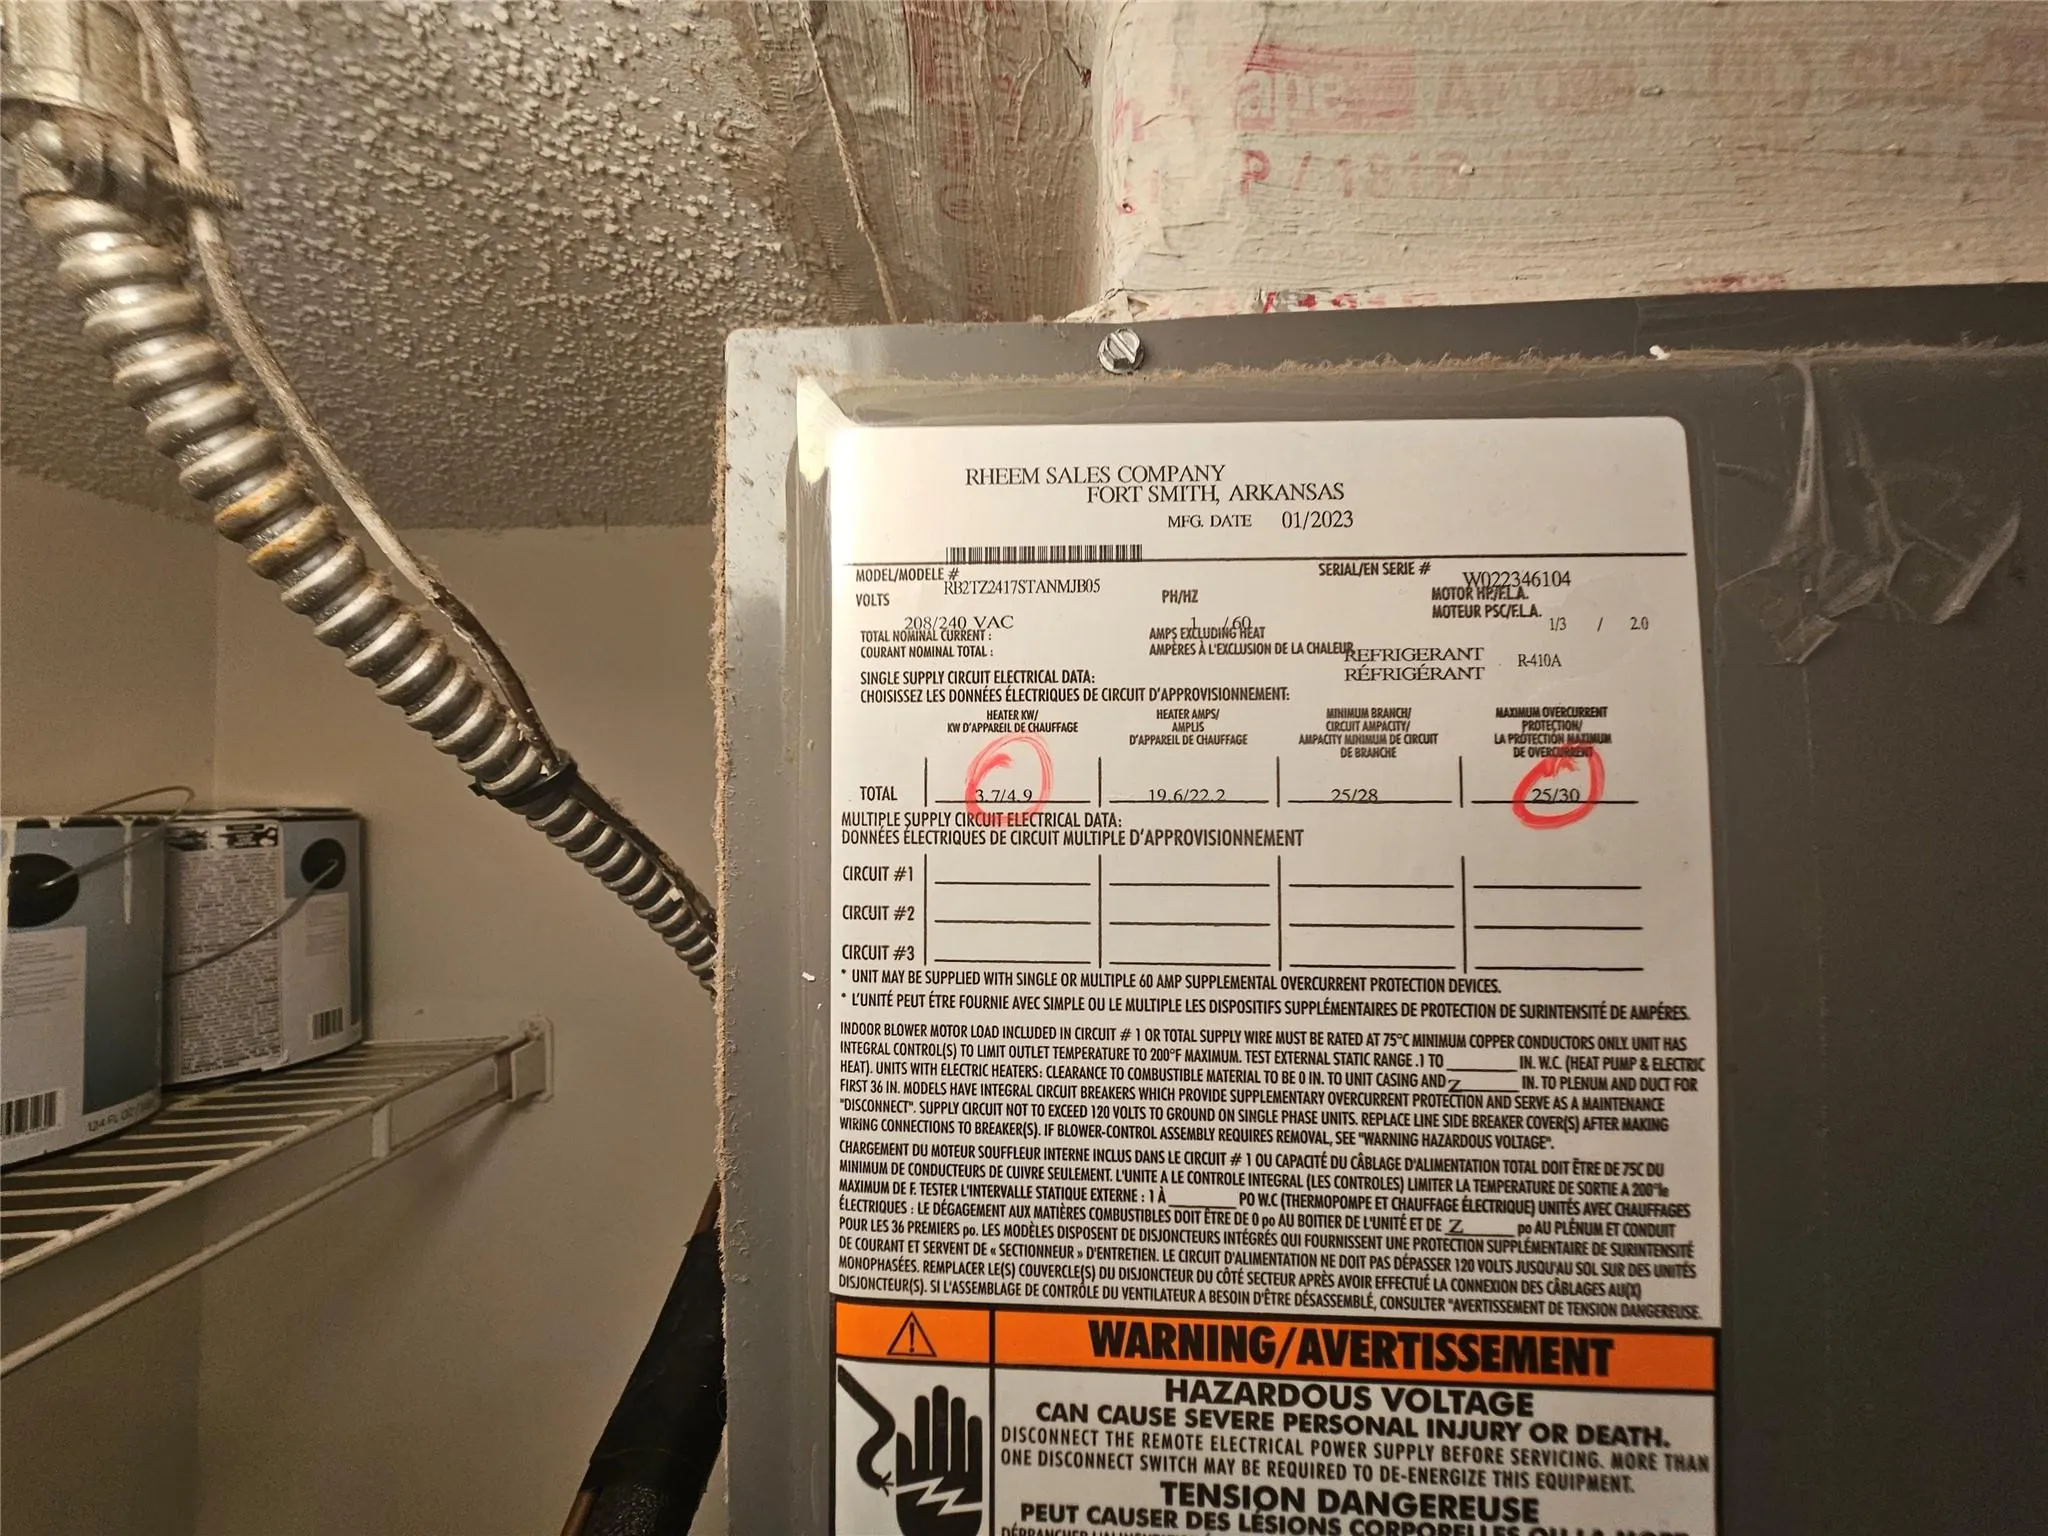 RHEEM SALES COMPANY
FORT SMITH, ARKANSAS
MFG. DATE 01/2023
MODEL/MODELE # RB2TZ2417STANMJB05 SERIAL/EN SERIE # W022346104
VOLTS 208/240 VAC PH/HZ 1 / 60 MOTOR HP/F.L.A.
MOTEUR PSC/F.L.A. 1/3 / 2.0
TOTAL NOMINAL CURRENT : AMPS EXCLUDING HEAT
COURANT NOMINAL TOTAL : AMPÈRES À L'EXCLUSION DE LA CHALEUR
REFRIGERANT R-410A
RÉFRIGÉRANT
SINGLE SUPPLY CIRCUIT ELECTRICAL DATA:
CHOISISSEZ LES DONNÉES ÉLECTRIQUES DE CIRCUIT D'APPROVISIONNEMENT:
HEATER KW/ HEATER AMPS/ MINIMUM BRANCH/ MAXIMUM OVERCURRENT
KW D'APPAREIL DE CHAUFFAGE AMPLIS CIRCUIT AMPACITY/ PROTECTION/
D'APPAREIL DE CHAUFFAGE AMPACITY MINIMUM DE CIRCUIT LA PROTECTION MAXIMUM
DE BRANCHE DE OVERCURRENT
TOTAL 3.7/4.9 19.6/22.2 25/28 25/30
MULTIPLE SUPPLY CIRCUIT ELECTRICAL DATA:
DONNÉES ÉLECTRIQUES DE CIRCUIT MULTIPLE D'APPROVISIONNEMENT
CIRCUIT #1
CIRCUIT #2
CIRCUIT #3
* UNIT MAY BE SUPPLIED WITH SINGLE OR MULTIPLE 60 AMP SUPPLEMENTAL OVERCURRENT PROTECTION DEVICES.
* L'UNITÉ PEUT ÉTRE FOURNIE AVEC SIMPLE OU LE MULTIPLE LES DISPOSITIFS SUPPLÉMENTAIRES DE PROTECTION DE SURINTENSITÉ DE AMPÉRES.
INDOOR BLOWER MOTOR LOAD INCLUDED IN CIRCUIT # 1 OR TOTAL SUPPLY WIRE MUST BE RATED AT 75°C MINIMUM COPPER CONDUCTORS ONLY. UNIT HAS
INTEGRAL CONTROL(S) TO LIMIT OUTLET TEMPERATURE TO 200°F MAXIMUM. TEST EXTERNAL STATIC RANGE .1 TO ______ IN. W.C. (HEAT PUMP & ELECTRIC
HEAT). UNITS WITH ELECTRIC HEATERS: CLEARANCE TO COMBUSTIBLE MATERIAL TO BE 0 IN. TO UNIT CASING AND Z IN. TO PLENUM AND DUCT FOR
FIRST 36 IN. MODELS HAVE INTEGRAL CIRCUIT BREAKERS WHICH PROVIDE SUPPLEMENTARY OVERCURRENT PROTECTION AND SERVE AS A MAINTENANCE
"DISCONNECT". SUPPLY CIRCUIT NOT TO EXCEED 120 VOLTS TO GROUND ON SINGLE PHASE UNITS. REPLACE LINE SIDE BREAKER COVER(S) AFTER MAKING
WIRING CONNECTIONS TO BREAKER(S). IF BLOWER-CONTROL ASSEMBLY REQUIRES REMOVAL, SEE "WARNING HAZARDOUS VOLTAGE".
CHARGEMENT DU MOTEUR SOUFFLEUR INTERNE INCLUS DANS LE CIRCUIT # 1 OU CAPACITÉ DU CÂBLAGE D'ALIMENTATION TOTAL DOIT ÊTRE DE 75C DU
MINIMUM DE CONDUCTEURS DE CUIVRE SEULEMENT. L'UNITE A LE CONTROLE INTEGRAL (LES CONTROLES) LIMITER LA TEMPERATURE DE SORTIE A 200°le
MAXIMUM DE F. TESTER L'INTERVALLE STATIQUE EXTERNE : 1 À ______ PO W.C (THERMOPOMPE ET CHAUFFAGE ÉLECTRIQUE) UNITÉS AVEC CHAUFFAGES
ÉLECTRIQUES : LE DÉGAGEMENT AUX MATIÈRES COMBUSTIBLES DOIT ÊTRE DE 0 po AU BOITIER DE L'UNITÉ ET DE Z po AU PLÉNUM ET CONDUIT
POUR LES 36 PREMIERS po. LES MODÈLES DISPOSENT DE DISJONCTEURS INTÉGRÉS QUI FOURNISSENT UNE PROTECTION SUPPLÉMENTAIRE DE SURINTENSITÉ
DE COURANT ET SERVENT DE « SECTIONNEUR » D'ENTRETIEN. LE CIRCUIT D'ALIMENTATION NE DOIT PAS DÉPASSER 120 VOLTS JUSQU'AU SOL SUR DES UNITÉS
MONOPHASÉES. REMPLACER LE(S) COUVERCLE(S) DU DISJONCTEUR DU CÔTÉ SECTEUR APRÈS AVOIR EFFECTUÉ LA CONNEXION DES CÂBLAGES AU(X)
DISJONCTEUR(S). SI L'ASSEMBLAGE DE CONTRÔLE DU VENTILATEUR A BESOIN D'ÊTRE DÉSASSEMBLÉ, CONSULTER "AVERTISSEMENT DE TENSION DANGEREUSE.
WARNING/AVERTISSEMENT
HAZARDOUS VOLTAGE
CAN CAUSE SEVERE PERSONAL INJURY OR DEATH.
DISCONNECT THE REMOTE ELECTRICAL POWER SUPPLY BEFORE SERVICING. MORE THAN
ONE DISCONNECT SWITCH MAY BE REQUIRED TO DE-ENERGIZE THIS EQUIPMENT.
TENSION DANGEREUSE
PEUT CAUSER DES LÉSIONS CORPORELLES OU LA MORT